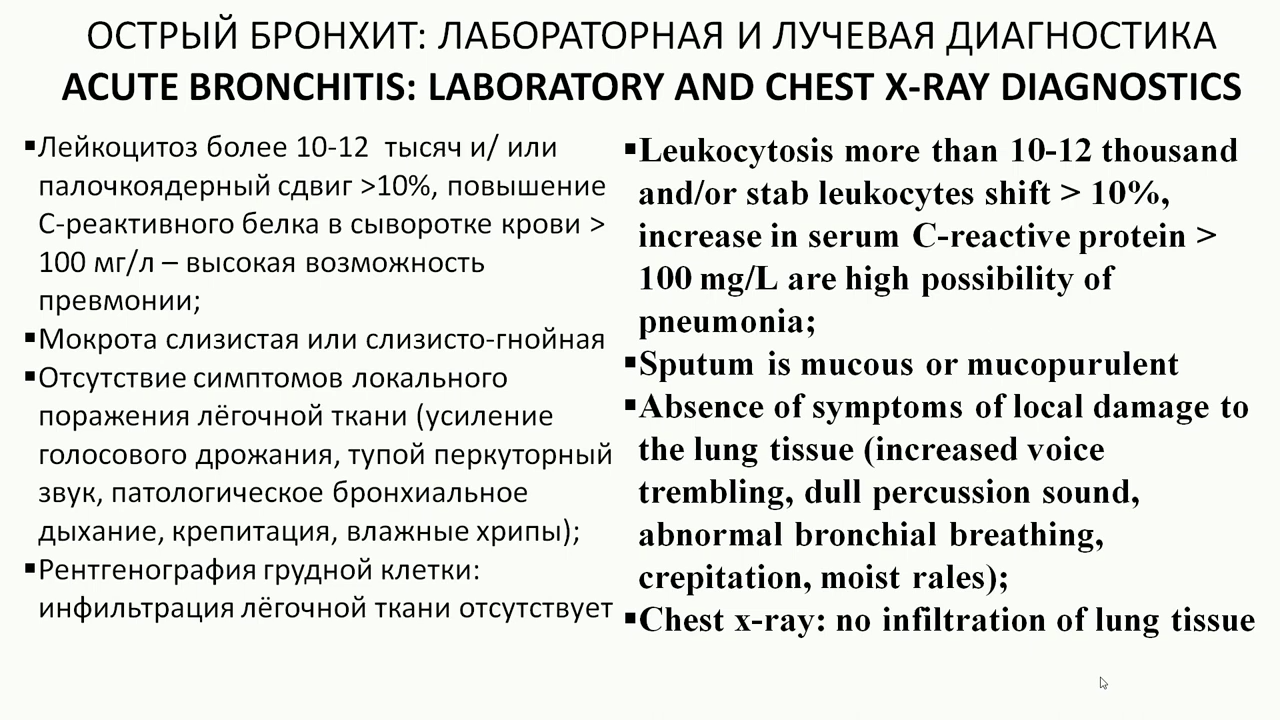 ОСТРЫЙ БРОНХИТ: ЛАБОРАТОРНАЯ И ЛУЧЕВАЯ ДИАГНОСТИКА
ACUTE BRONCHITIS: LABORATORY AND CHEST X-RAY DIAGNOSTICS
▪Лейкоцитоз более 10-12 тысяч и/ или
палочкоядерный сдвиг >10%, повышение
С-реактивного белка в сыворотке крови >
100 мг/л – высокая возможность
превмонии;
▪Мокрота слизистая или слизисто-гнойная
▪Отсутствие симптомов локального
поражения лёгочной ткани (усиление
голосового дрожания, тупой перкуторный
звук, патологическое бронхиальное
дыхание, крепитация, влажные хрипы);
▪Рентгенография грудной клетки:
инфильтрация лёгочной ткани отсутствует
▪Leukocytosis more than 10-12 thousand
and/or stab leukocytes shift > 10%,
increase in serum C-reactive protein >
100 mg/L are high possibility of
pneumonia;
▪Sputum is mucous or mucopurulent
▪Absence of symptoms of local damage to
the lung tissue (increased voice
trembling, dull percussion sound,
abnormal bronchial breathing,
crepitation, moist rales);
▪Chest x-ray: no infiltration of lung tissue